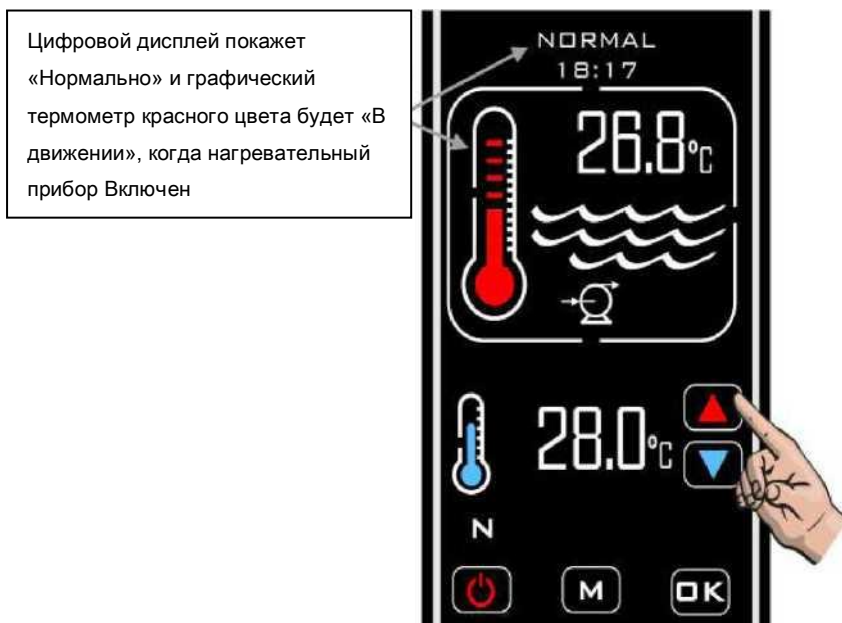 Цифровой дисплей покажет
«Нормально» и графический
термометр красного цвета будет «В
движении», когда нагревательный
прибор Включен
NORMAL
18:17
26.8°C
28.0°C
N
M
OK